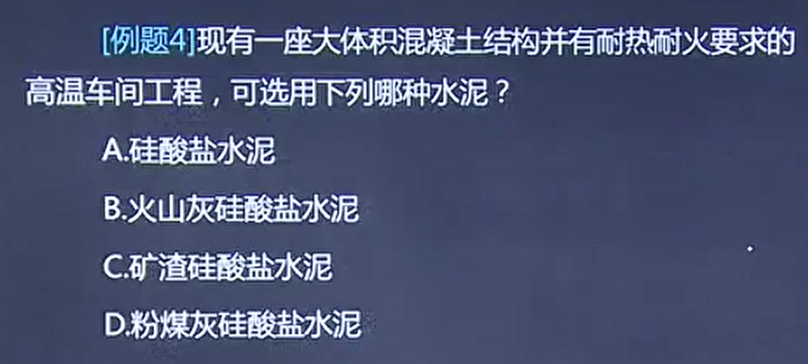 [例题4]现有一座大体积混凝土结构并有耐热耐火要求的
高温车间工程，可选用下列哪种水泥？
A.硅酸盐水泥
B.火山灰硅酸盐水泥
C.矿渣硅酸盐水泥
D.粉煤灰硅酸盐水泥